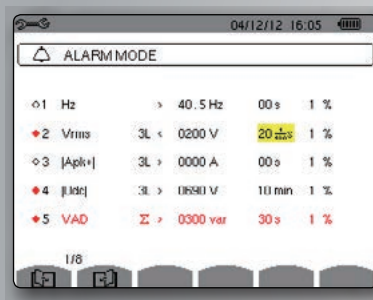 04/12/12 16:05
ALARM MODE
1 Hz > 40.5 Hz 00 s 1 %
2 Vrms 3L < 0200 V 20 s 1 %
3 |Apk+| 3L > 0000 A 00 s 1 %
4 |Udc| 3L > 0690 V 10 min 1 %
5 VAD Σ > 0300 var 30 s 1 %
1/8